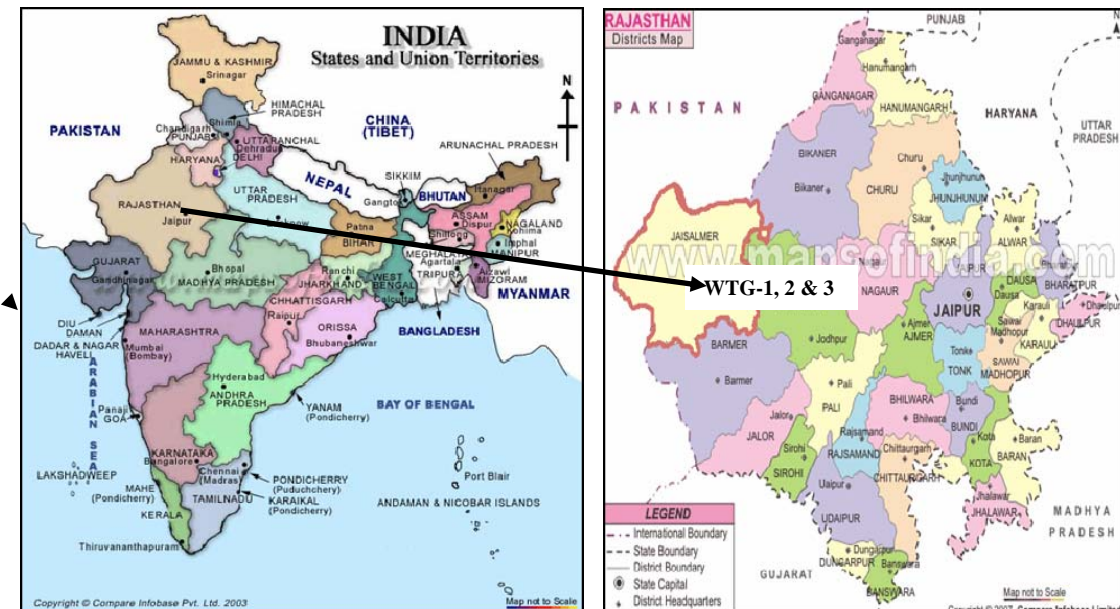 INDIA
States and Union Territories
N
JAMMU & KASHMIR
Srinagar
HIMACHAL
PRADESH
Shimla
Chandigarh
PUNJAB
UTTARANCHAL
Dehradun
HARYANA
DELHI
PAKISTAN
CHINA
(TIBET)
ARUNACHAL PRADESH
Itanagar
SIKKIM
Gangtok
NEPAL
BHUTAN
RAJASTHAN
Jaipur
UTTAR
PRADESH
Patna
BIHAR
ASSAM
Dispur
NAGALAND
Kohima
Shillong
MEGHALAYA
Imphal
MANIPUR
Agartala
TRIPURA
Aizawl
MIZORAM
MYANMAR
GUJARAT
Gandhinagar
Bhopal
MADHYA PRADESH
Ranchi
JHARKHAND
WEST
BENGAL
Calcutta
CHHATTISGARH
Raipur
ORISSA
Bhubaneshwar
BANGLADESH
DIU
DAMAN
DADAR & NAGAR
HAVELI
MAHARASHTRA
Mumbai
(Bombay)
ARABIAN SEA
Hyderabad
ANDHRA
PRADESH
YANAM
(Pondicherry)
BAY OF BENGAL
Panaji
GOA
KARNATAKA
Bangalore
Chennai
(Madras)
PONDICHERRY
(Puduchchery)
KARAIKAL
(Pondicherry)
LAKSHADWEEP
MAHE
(Pondicherry)
TAMILNADU
KERALA
Thiruvananthapuram
Port Blair
ANDAMAN & NICOBAR ISLANDS
Copyright © Compare Infobase Pvt. Ltd. 2003
Map not to Scale
RAJASTHAN
Districts Map
PUNJAB
N
Ganganagar
Hanumangarh
GANGANAGAR
HANUMANGARH
PAKISTAN
HARYANA
UTTAR
PRADESH
BIKANER
Bikaner
Churu
CHURU
Jhunjhunun
JHUNJHUNUN
Sikar
SIKAR
Alwar
ALWAR
JAISALMER
www.mapsofindia.com
WTG-1, 2 & 3
Nagaur
NAGAUR
JAIPUR
JAIPUR
DAUSA
Dausa
BHARATPUR
Karauli
KARAULI
Dhaulpur
DHAULPUR
Sawai
Madhopur
SAWAI
MADHOPUR
Jodhpur
Ajmer
AJMER
Tonk
TONK
BARMER
Barmer
Pali
PALI
BHILWARA
Bhilwara
Bundi
BUNDI
Kota
KOTA
Baran
BARAN
Jalor
JALOR
Sirohi
SIROHI
Rajsamand
RAJSAMAND
Chittaurgarh
CHITTAURGARH
Jhalawar
JHALAWAR
MADHYA
PRADESH
UDAIPUR
Dungarpur
DUNGARPUR
Banswara
BANSWARA
GUJARAT
LEGEND
International Boundary
State Boundary
District Boundary
State Capital
District Headquarters
Map not to Scale